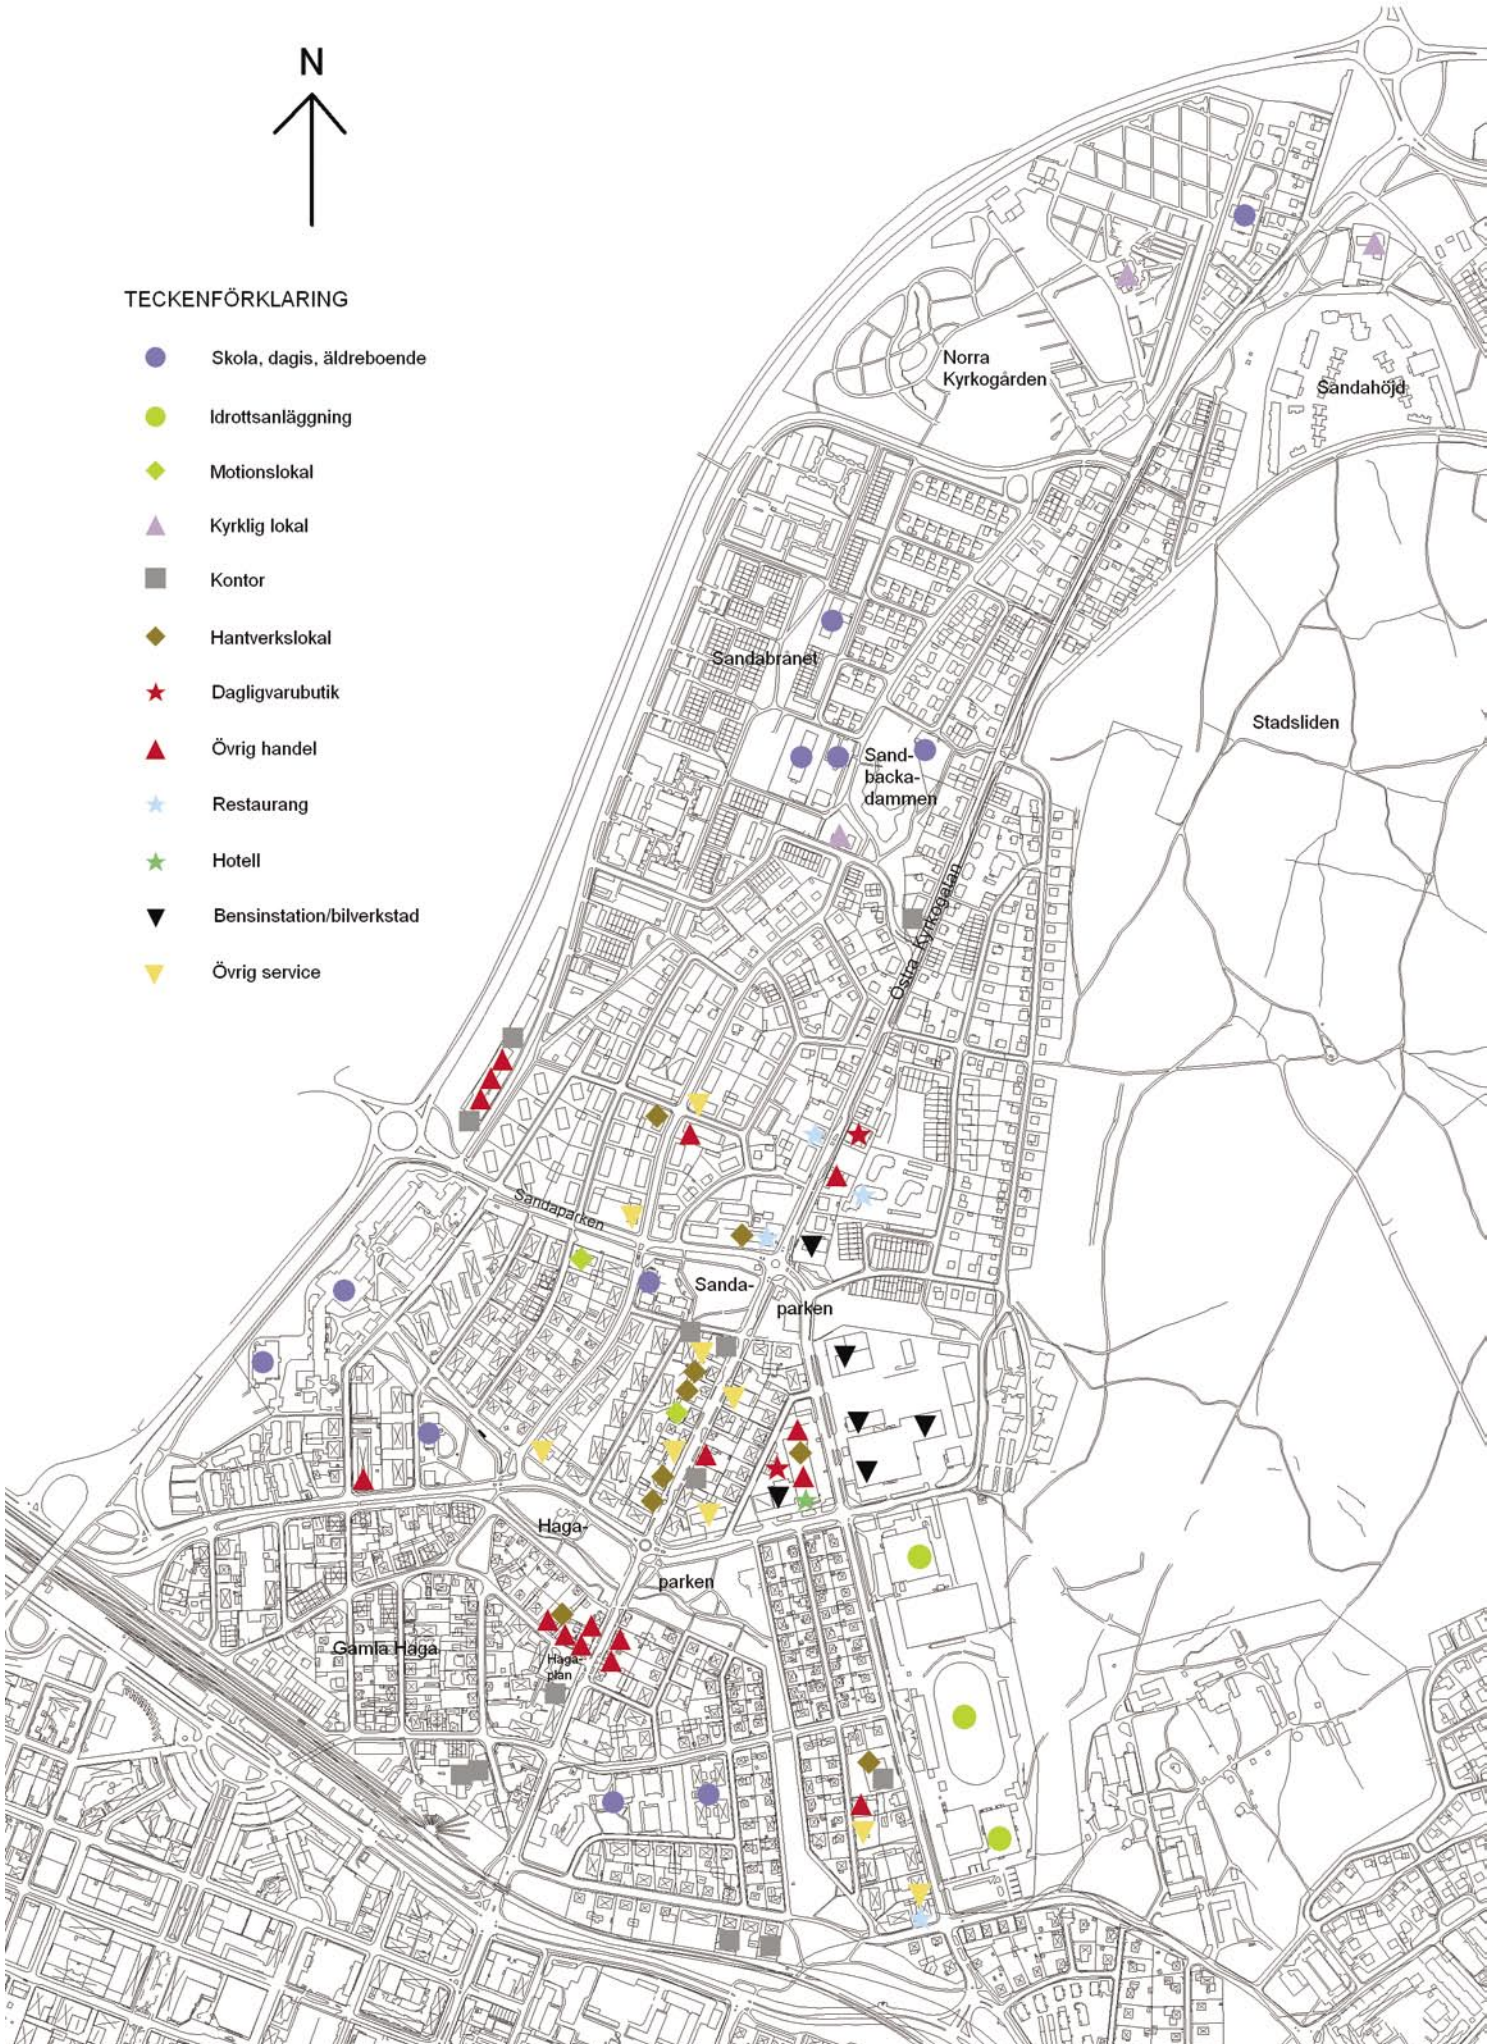 N
TECKENFÖRKLARING
Skola, dagis, äldreboende
Idrottsanläggning
Motionslokal
Kyrklig lokal
Kontor
Hantverkslokal
Dagligvarubutik
Övrig handel
Restaurang
Hotell
Bensinstation/bilverkstad
Övrig service
Norra
Kyrkogården
Sandahöjd
Sandabrånet
Stadsliden
Sand-
backa-
dammen
Östra Kyrkogatan
Sandaparken
Sanda-
parken
Haga-
parken
Gamla Haga
Haga-
plan